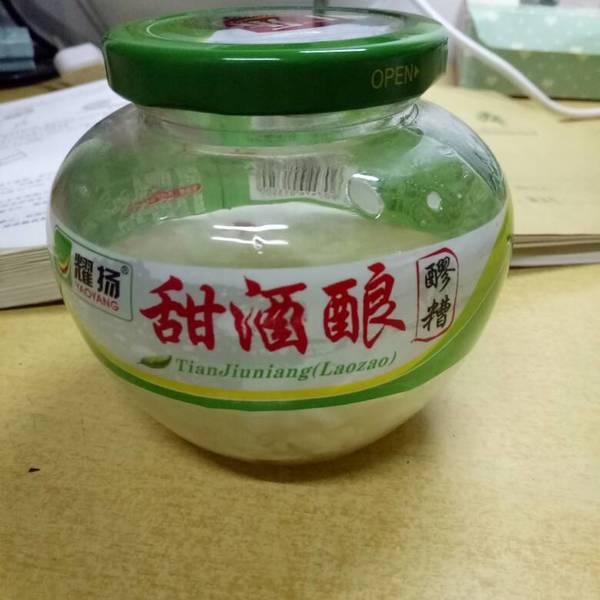 OPEN
耀扬®
YAOYANG
甜酒酿
醪糟
TianJiuniang(Laozao)